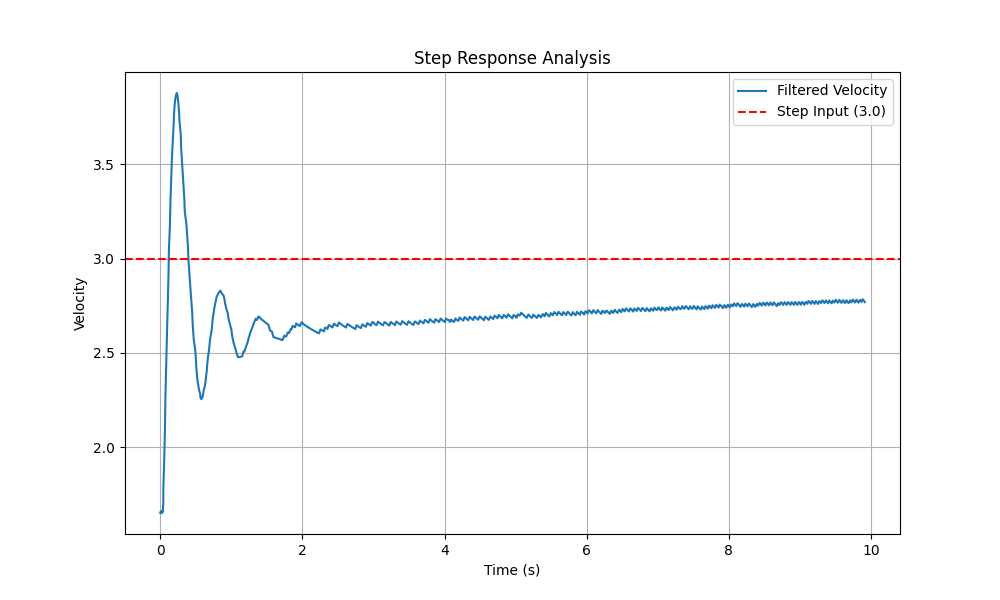 Step Response Analysis
Filtered Velocity
Step Input (3.0)
Velocity
3.5
3.0
2.5
2.0
0 2 4 6 8 10
Time (s)